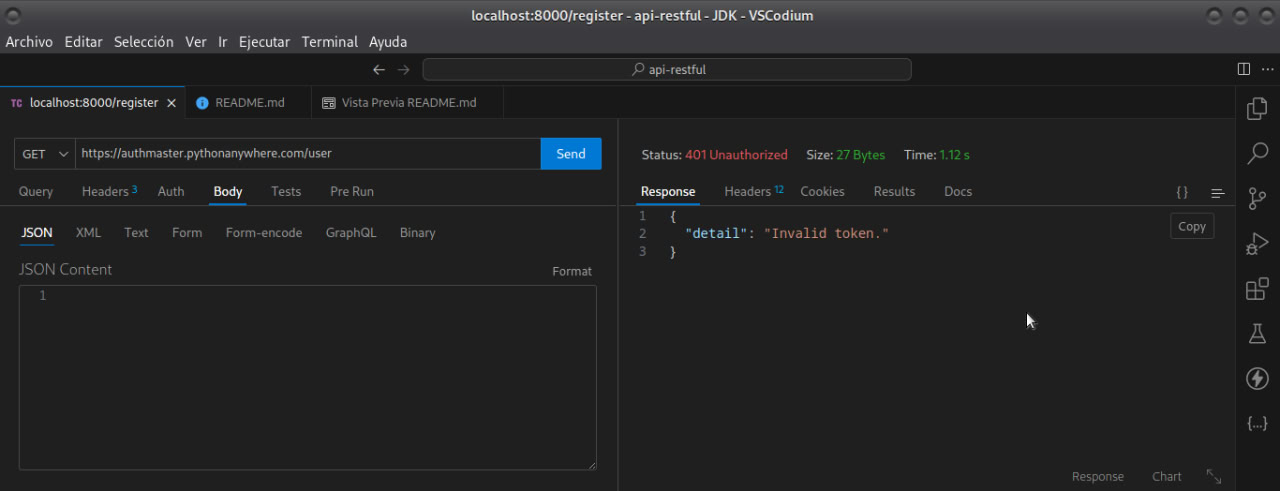 localhost:8000/register - api-restful - JDK - VSCodium
Archivo Editar Selección Ver Ir Ejecutar Terminal Ayuda
api-restful
TC localhost:8000/register README.md Vista Previa README.md
GET https://authmaster.pythonanywhere.com/user Send
Query Headers 3 Auth Body Tests Pre Run
JSON XML Text Form Form-encode GraphQL Binary
JSON Content Format
1
Status: 401 Unauthorized Size: 27 Bytes Time: 1.12 s
Response Headers 12 Cookies Results Docs {}
1 {
Copy
2 "detail": "Invalid token."
3 }
Response Chart
{...}